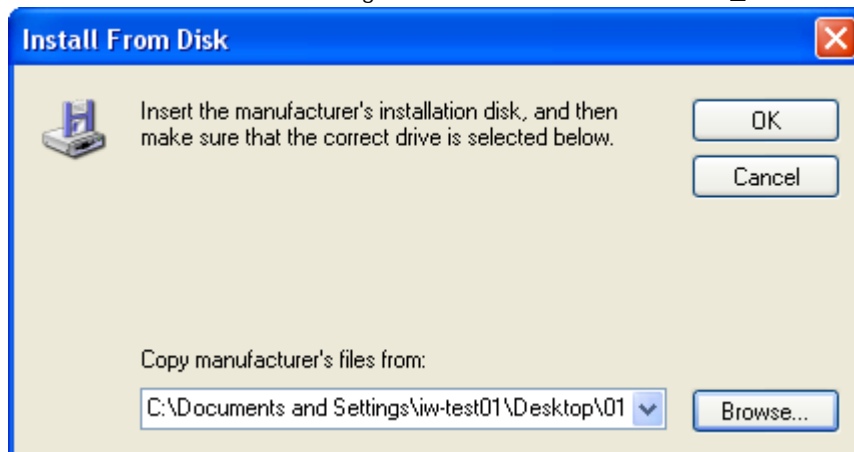 Install From Disk
Insert the manufacturer's installation disk, and then
make sure that the correct drive is selected below.
OK
Cancel
Copy manufacturer's files from:
C:\Documents and Settings\iw-test01\Desktop\01
Browse...